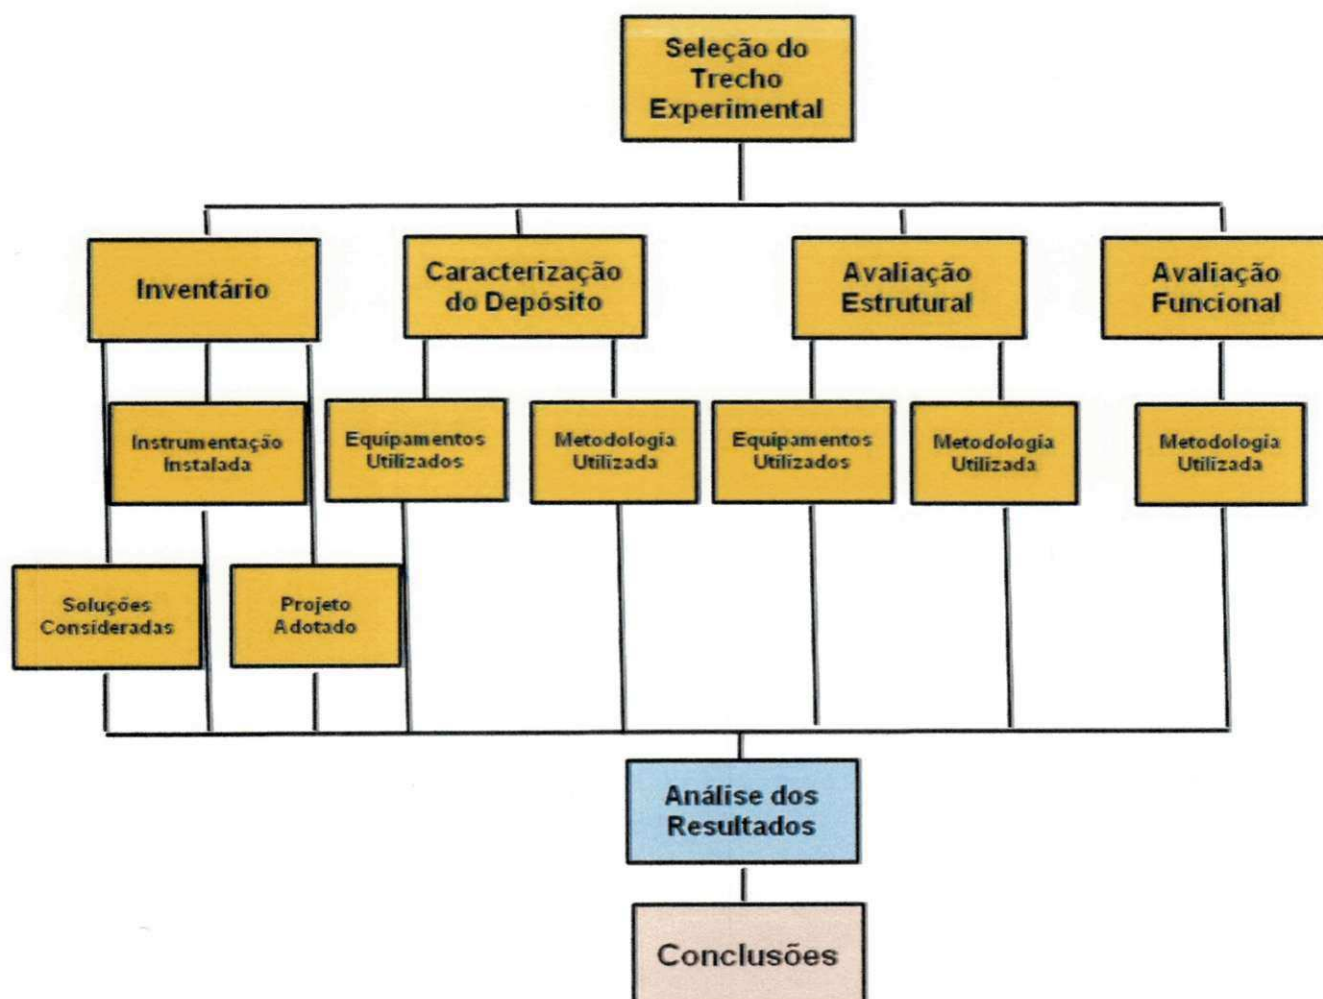 Seleção do
Trecho
Experimental
Inventário
Caracterização
do Depósito
Avaliação
Estrutural
Avaliação
Funcional
Instrumentação
Instalada
Equipamentos
Utilizados
Metodologia
Utilizada
Equipamentos
Utilizados
Metodologia
Utilizada
Metodologia
Utilizada
Soluções
Consideradas
Projeto
Adotado
Análise dos
Resultados
Conclusões